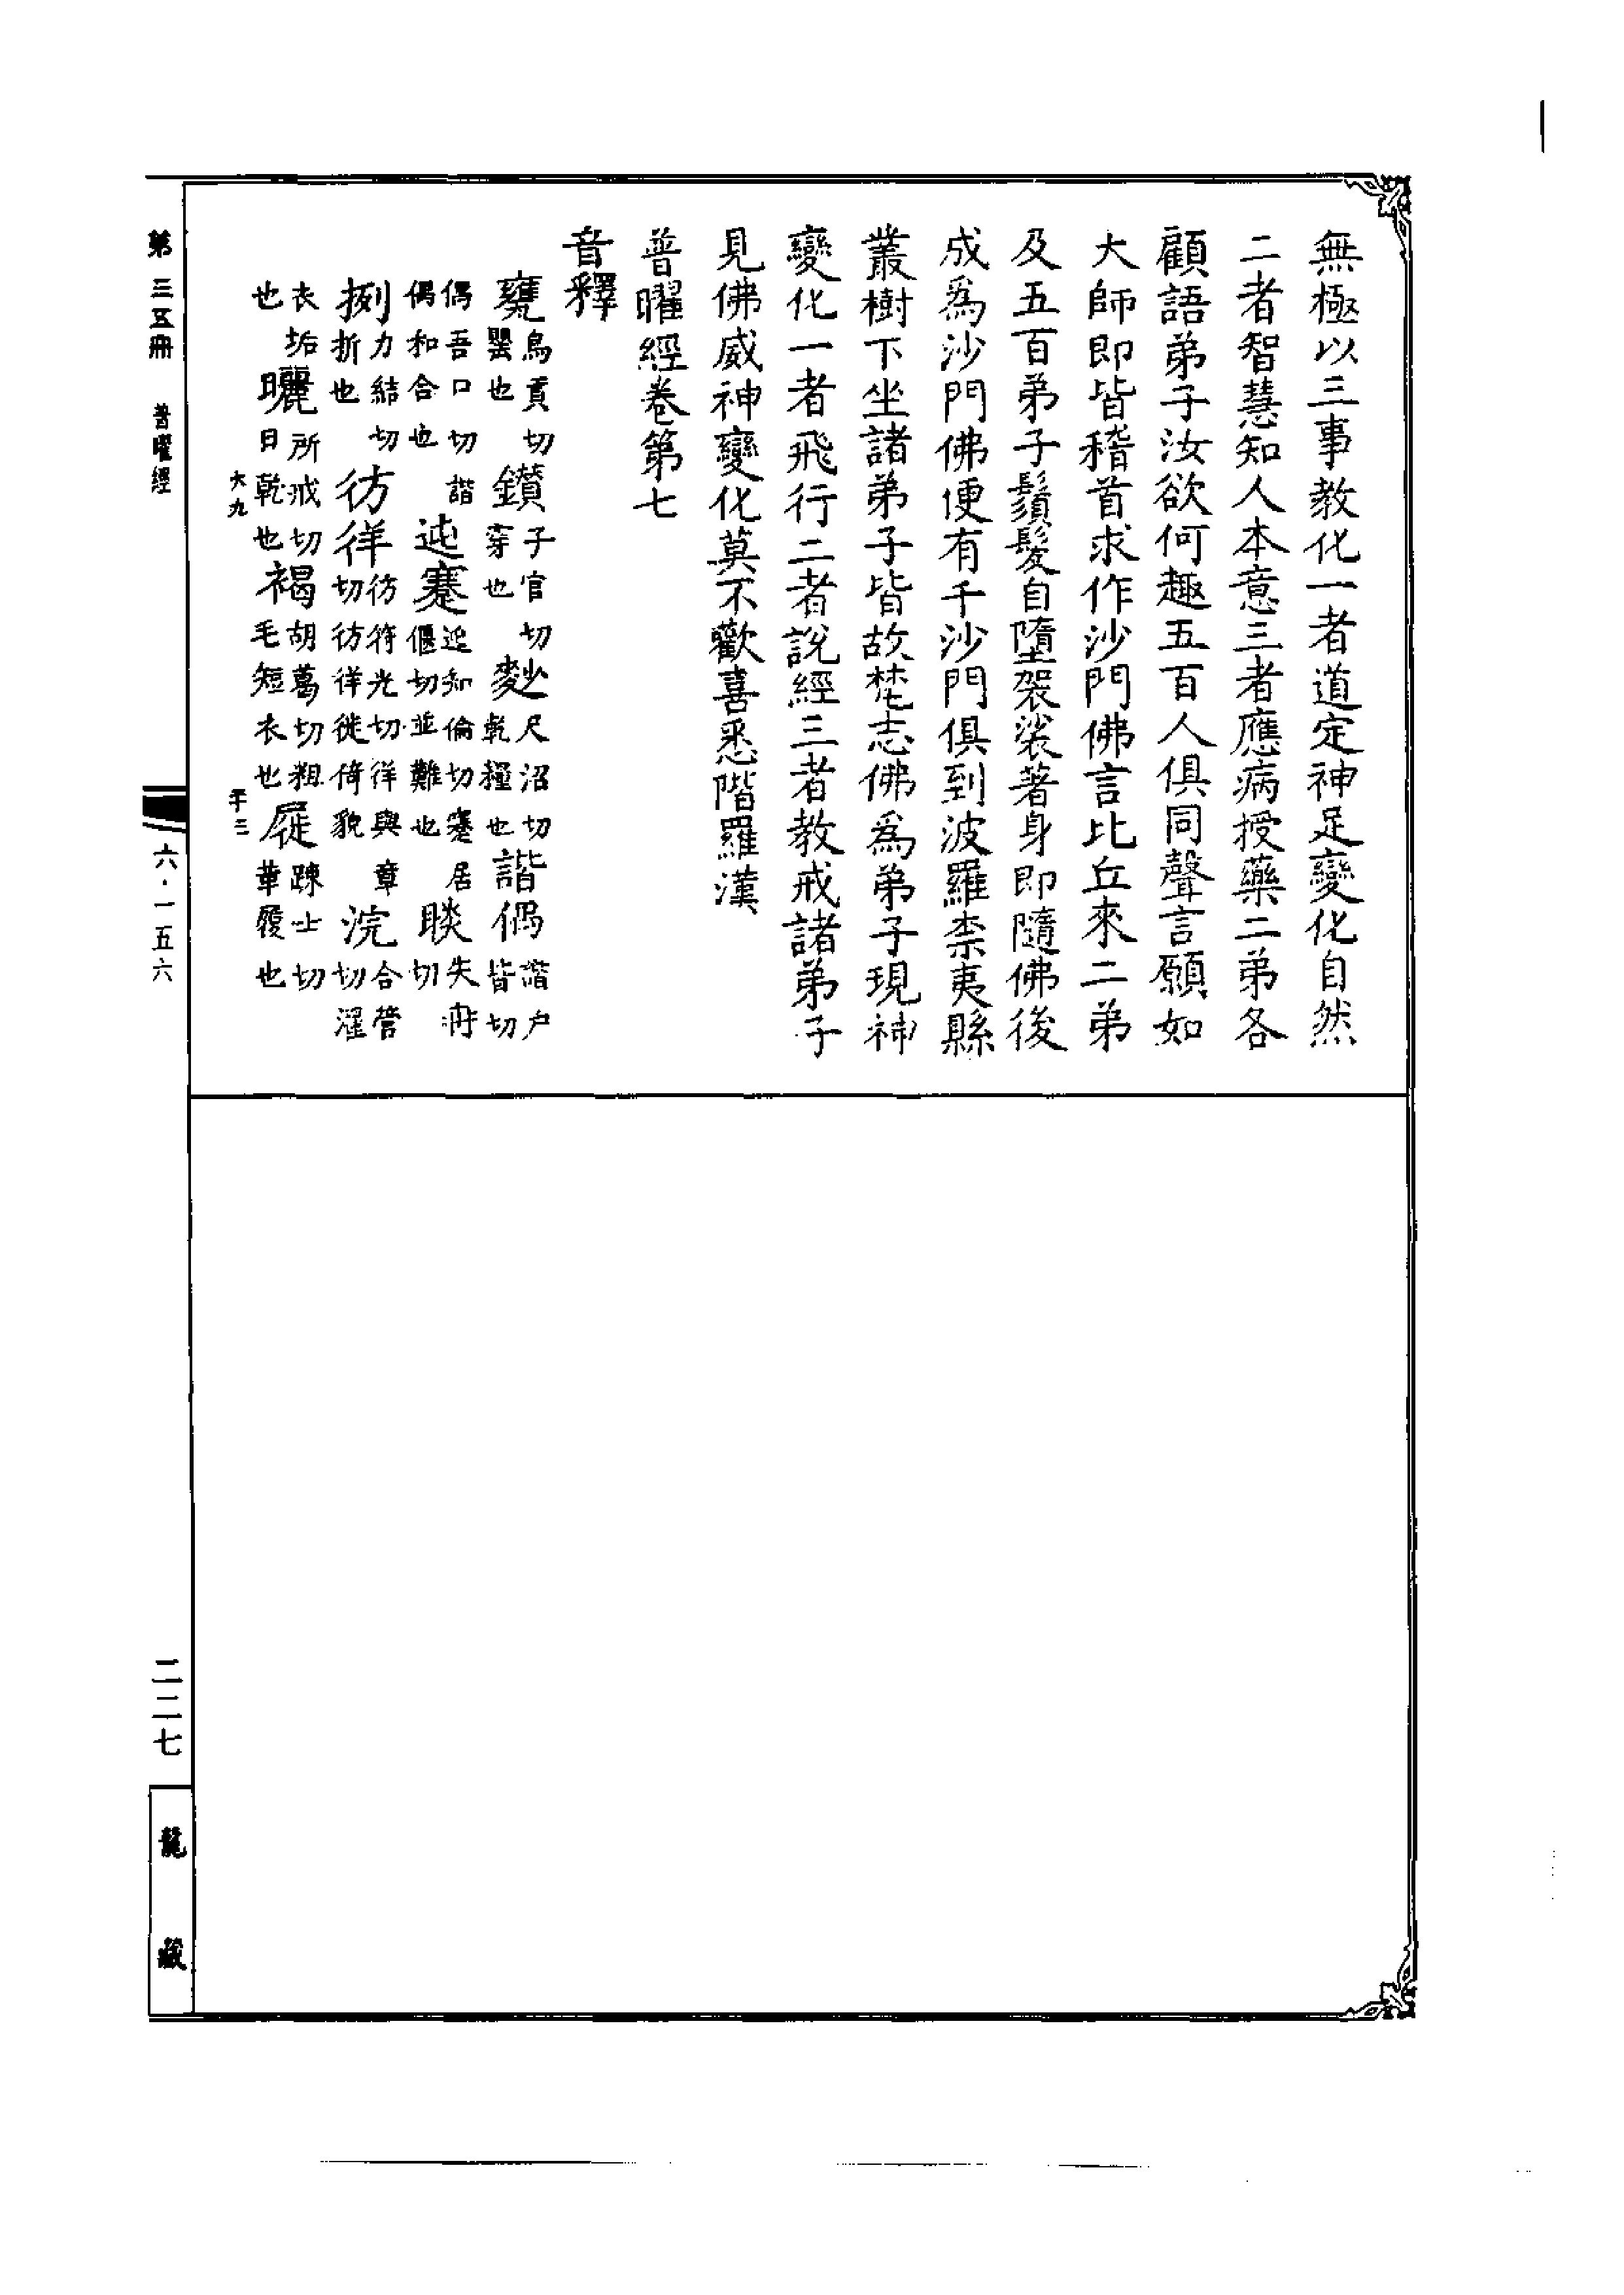 無極以三事教化一者道定神足變化自然
二者智慧知人本意三者應病授藥二弟各
顧語弟子汝欲何趣五百人俱同聲言願如
大師即皆稽首求作沙門佛言比丘來二弟
及五百弟子鬚髮自墮袈裟著身即隨佛後
成為沙門佛便有千沙門俱到波羅柰夷縣
叢樹下坐諸弟子皆故梵志佛為弟子現神
變化一者飛行二者說經三者教戒諸弟子
見佛威神變化莫不歡喜悉階羅漢
普曜經卷第七
音釋
甕烏貢切罌也 鑽子官切穿也 麨尺沼切乾糧也 諧偶諧户皆切
偶吾口切諧偶和合也 迍蹇迍知倫切蹇居偃切並難也 睒失冉切
挒力結切折也 彷徉彷符光切徉與章切彷徉徙倚貌 浣合管切濯
衣垢也 曬所戒切日乾也 褐胡葛切粗毛短衣也 屣踈士切革履也
大九
平三
第三五冊 普曜經
六·一五六
二二七
龍藏